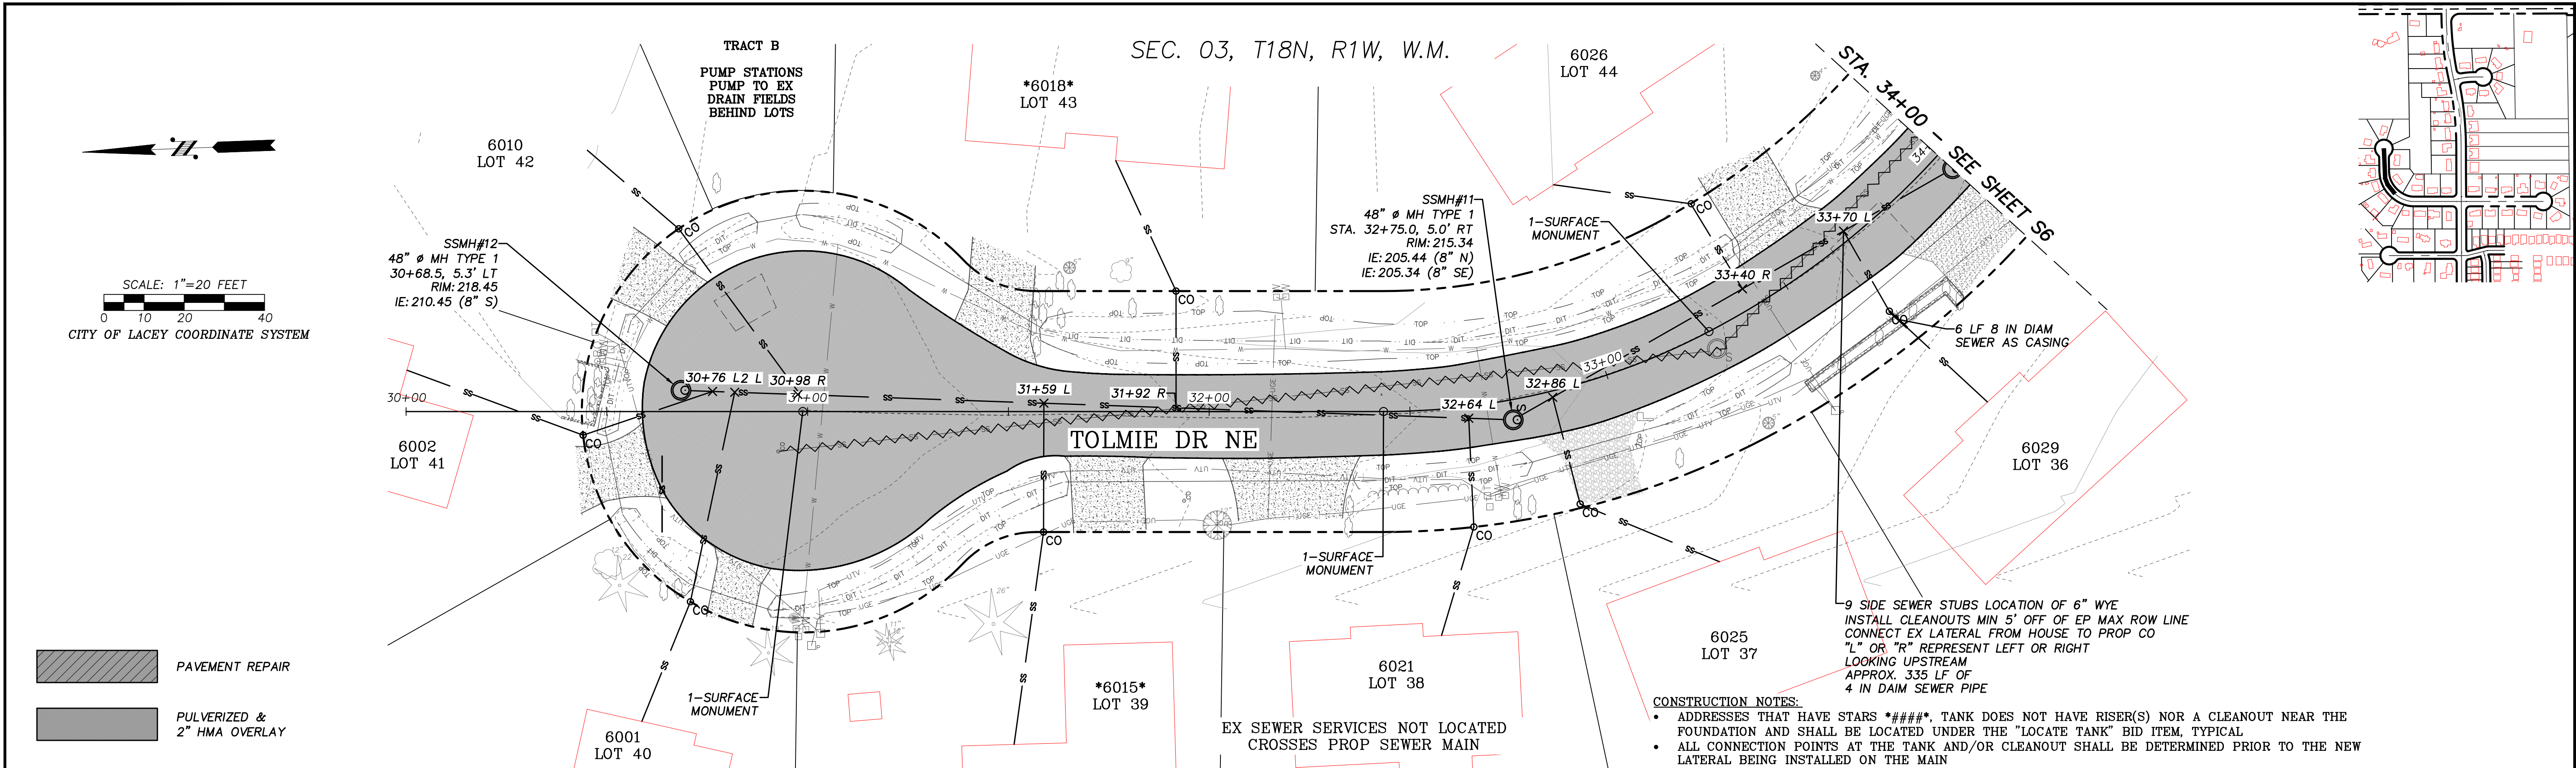 SEC. 03, T18N, R1W, W.M.
TRACT B
PUMP STATIONS
PUMP TO EX
DRAIN FIELDS
BEHIND LOTS
*6018*
LOT 43
6026
LOT 44
STA. 34+00 - SEE SHEET S6
6010
LOT 42
SCALE: 1"=20 FEET
0 10 20 40
CITY OF LACEY COORDINATE SYSTEM
SSMH#12
48" ø MH TYPE 1
30+68.5, 5.3' LT
RIM: 218.45
IE: 210.45 (8" S)
SSMH#11
48" ø MH TYPE 1
STA. 32+75.0, 5.0' RT
RIM: 215.34
IE: 205.44 (8" N)
IE: 205.34 (8" SE)
1-SURFACE
MONUMENT
33+70 L
33+40 R
30+00
30+76 L
2 L
30+98 R
31+00
31+59 L
31+92 R
32+00
32+64 L
32+86 L
33+00
34+
TOLMIE DR NE
6 LF 8 IN DIAM
SEWER AS CASING
6002
LOT 41
6029
LOT 36
1-SURFACE
MONUMENT
1-SURFACE
MONUMENT
9 SIDE SEWER STUBS LOCATION OF 6" WYE
INSTALL CLEANOUTS MIN 5' OFF OF EP MAX ROW LINE
CONNECT EX LATERAL FROM HOUSE TO PROP CO
"L" OR "R" REPRESENT LEFT OR RIGHT
LOOKING UPSTREAM
APPROX. 335 LF OF
4 IN DAIM SEWER PIPE
6025
LOT 37
6021
LOT 38
*6015*
LOT 39
6001
LOT 40
EX SEWER SERVICES NOT LOCATED
CROSSES PROP SEWER MAIN
PAVEMENT REPAIR
PULVERIZED &
2" HMA OVERLAY
CONSTRUCTION NOTES:
• ADDRESSES THAT HAVE STARS *####*, TANK DOES NOT HAVE RISER(S) NOR A CLEANOUT NEAR THE
FOUNDATION AND SHALL BE LOCATED UNDER THE "LOCATE TANK" BID ITEM, TYPICAL
• ALL CONNECTION POINTS AT THE TANK AND/OR CLEANOUT SHALL BE DETERMINED PRIOR TO THE NEW
LATERAL BEING INSTALLED ON THE MAIN
CO
CO
CO
CO
CO
CO
CO
CO
CO